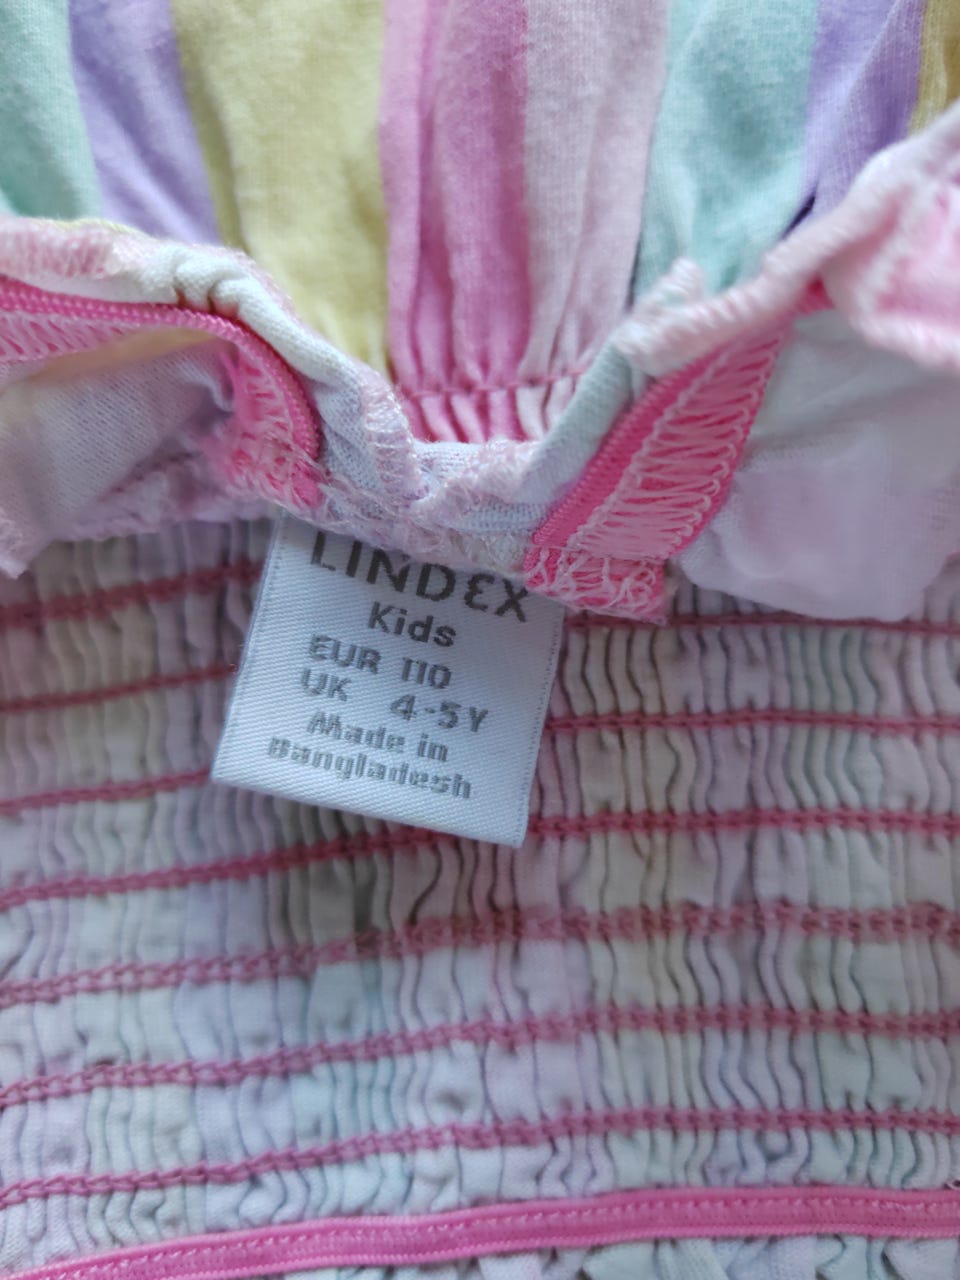 LINDEX
Kids
EUR 110
UK 4-5Y
Made in
Bangladesh